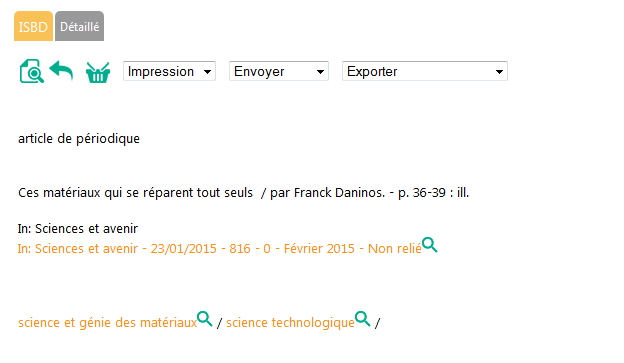 ISBD Détaillé
Impression Envoyer Exporter
article de périodique
Ces matériaux qui se réparent tout seuls / par Franck Daninos. - p. 36-39 : ill.
In: Sciences et avenir
In: Sciences et avenir - 23/01/2015 - 816 - 0 - Février 2015 - Non relié
science et génie des matériaux / science technologique /